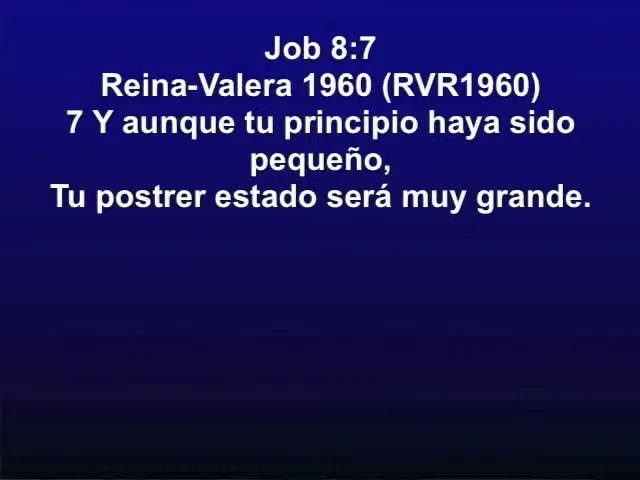 Job 8:7
Reina-Valera 1960 (RVR1960)
7 Y aunque tu principio haya sido
pequeño,
Tu postrer estado será muy grande.